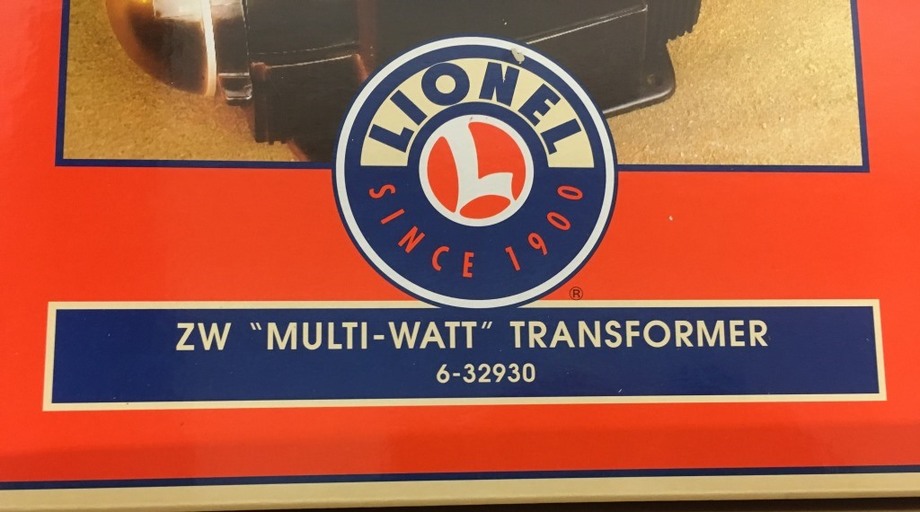 LIONEL
L
SINCE 1900
®
ZW "MULTI-WATT" TRANSFORMER
6-32930